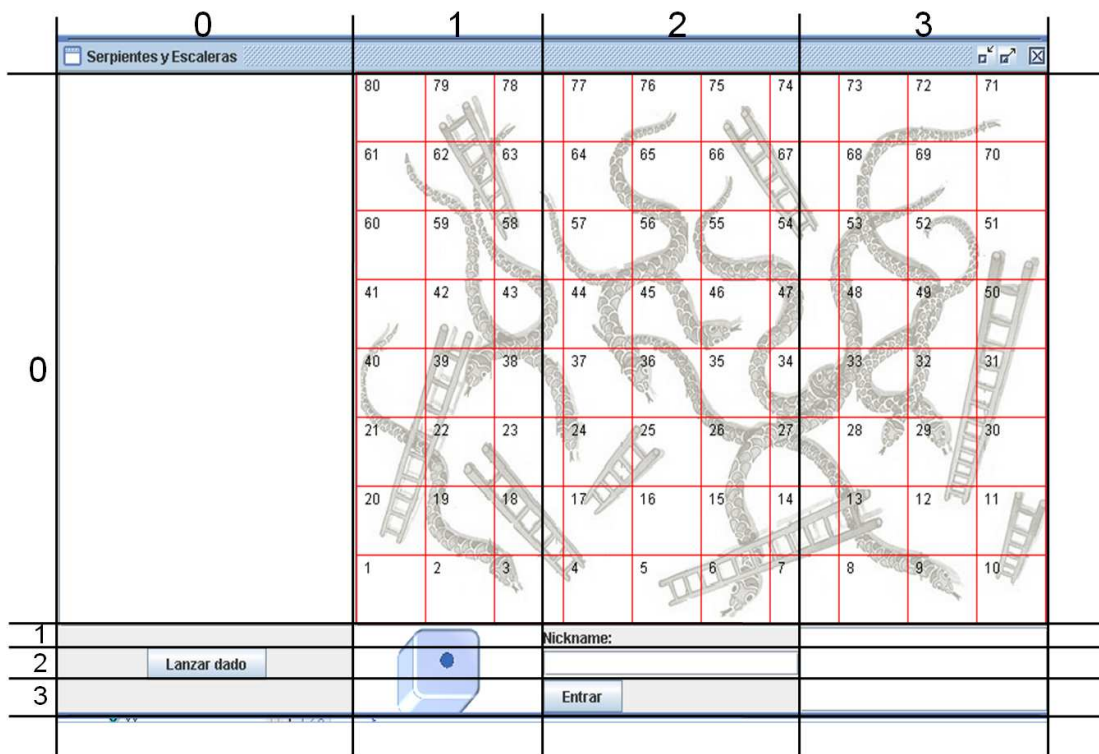 0 1 2 3
Serpientes y Escaleras
80 79 78 77 76 75 74 73 72 71
61 62 63 64 65 66 67 68 69 70
60 59 58 57 56 55 54 53 52 51
41 42 43 44 45 46 47 48 49 50
0
40 39 38 37 36 35 34 33 32 31
21 22 23 24 25 26 27 28 29 30
20 19 18 17 16 15 14 13 12 11
1 2 3 4 5 6 7 8 9 10
1 Nickname:
2 Lanzar dado
3 Entrar